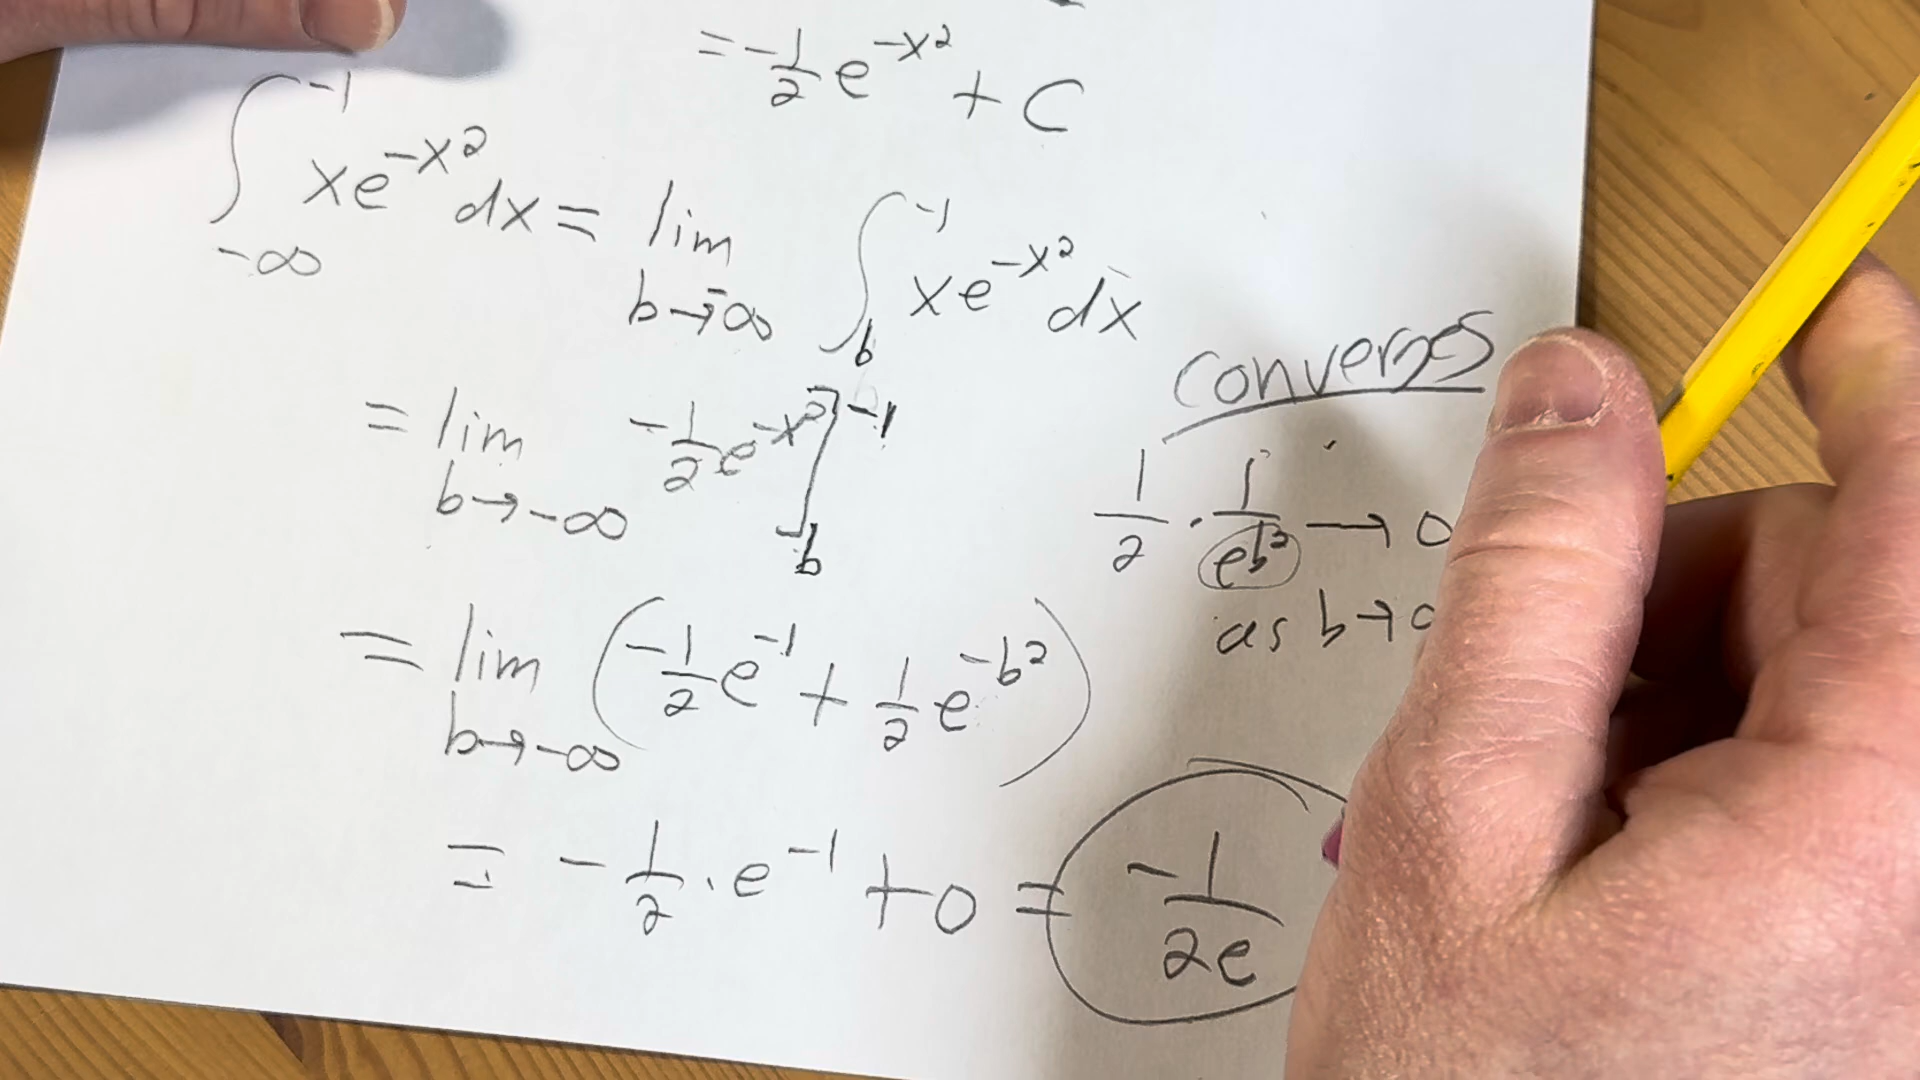 = -1/2 e^{-x^2} + C
∫_{-∞}^{-1} xe^{-x^2} dx = lim_{b→-∞} ∫_b^{-1} xe^{-x^2} dx
converges
= lim_{b→-∞} -1/2 e^{-x^2} ]_b^{-1}
1/2 · 1/e^{b^2} → 0
as b→
= lim_{b→-∞} (-1/2 e^{-1} + 1/2 e^{-b^2})
= -1/2 · e^{-1} + 0 = -1/2e